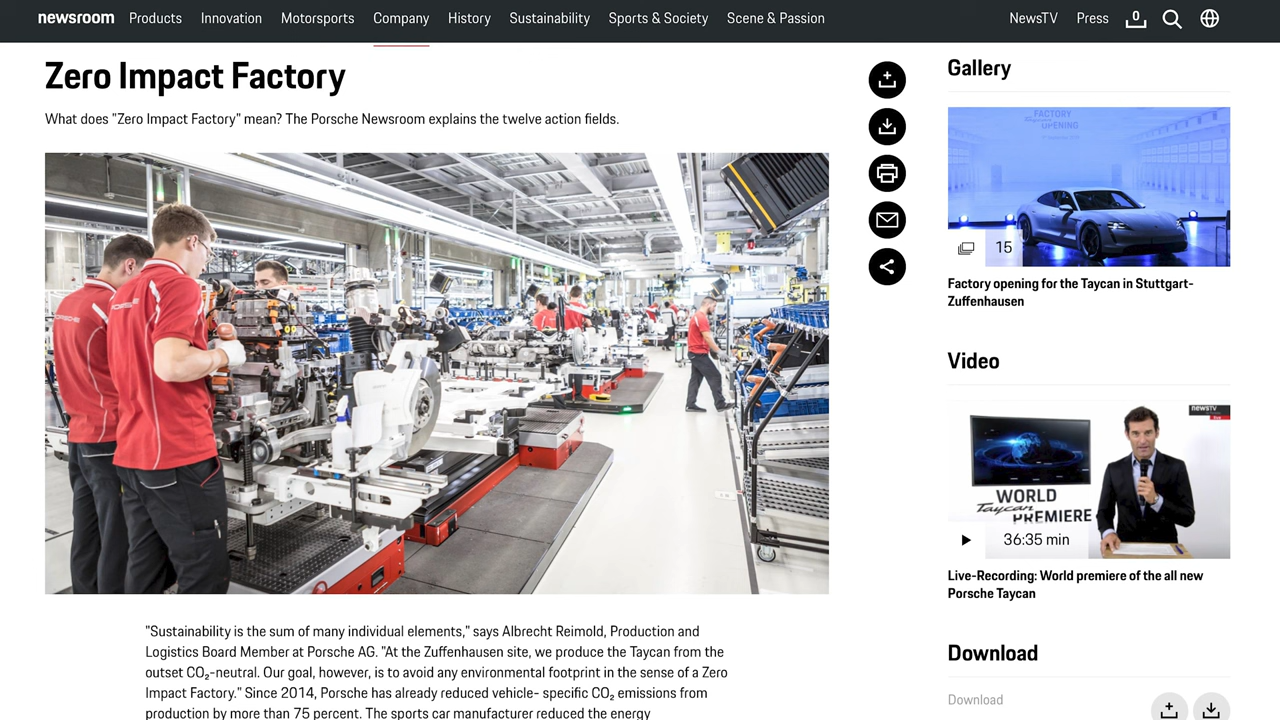 newsroom Products Innovation Motorsports Company History Sustainability Sports & Society Scene & Passion NewsTV Press 0
Zero Impact Factory
What does "Zero Impact Factory" mean? The Porsche Newsroom explains the twelve action fields.
PORSCHE
"Sustainability is the sum of many individual elements," says Albrecht Reimold, Production and
Logistics Board Member at Porsche AG. "At the Zuffenhausen site, we produce the Taycan from the
outset CO₂-neutral. Our goal, however, is to avoid any environmental footprint in the sense of a Zero
Impact Factory." Since 2014, Porsche has already reduced vehicle- specific CO₂ emissions from
production by more than 75 percent. The sports car manufacturer reduced the energy
Gallery
FACTORY
Taycan
OPENING
15
Factory opening for the Taycan in Stuttgart-
Zuffenhausen
Video
newsTV
WORLD
Taycan
PREMIERE
36:35 min
Live-Recording: World premiere of the all new
Porsche Taycan
Download
Download